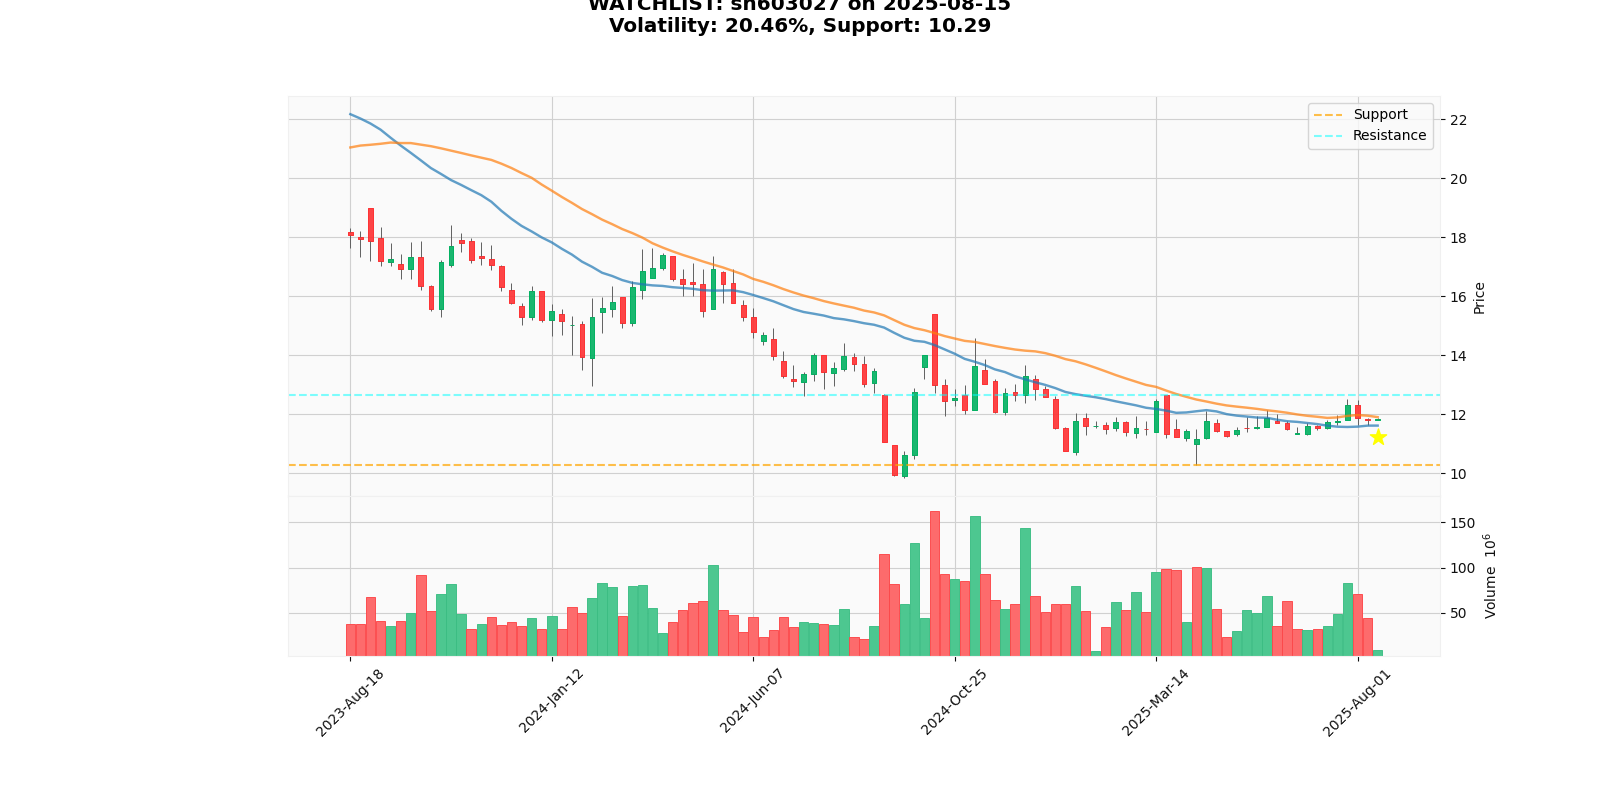 WATCHLIST: sh603027 on 2025-08-15
Volatility: 20.46%, Support: 10.29
Support
Resistance
22
20
18
16
14
12
10
Price
150
100
50
Volume 10⁶
2023-Aug-18
2024-Jan-12
2024-Jun-07
2024-Oct-25
2025-Mar-14
2025-Aug-01